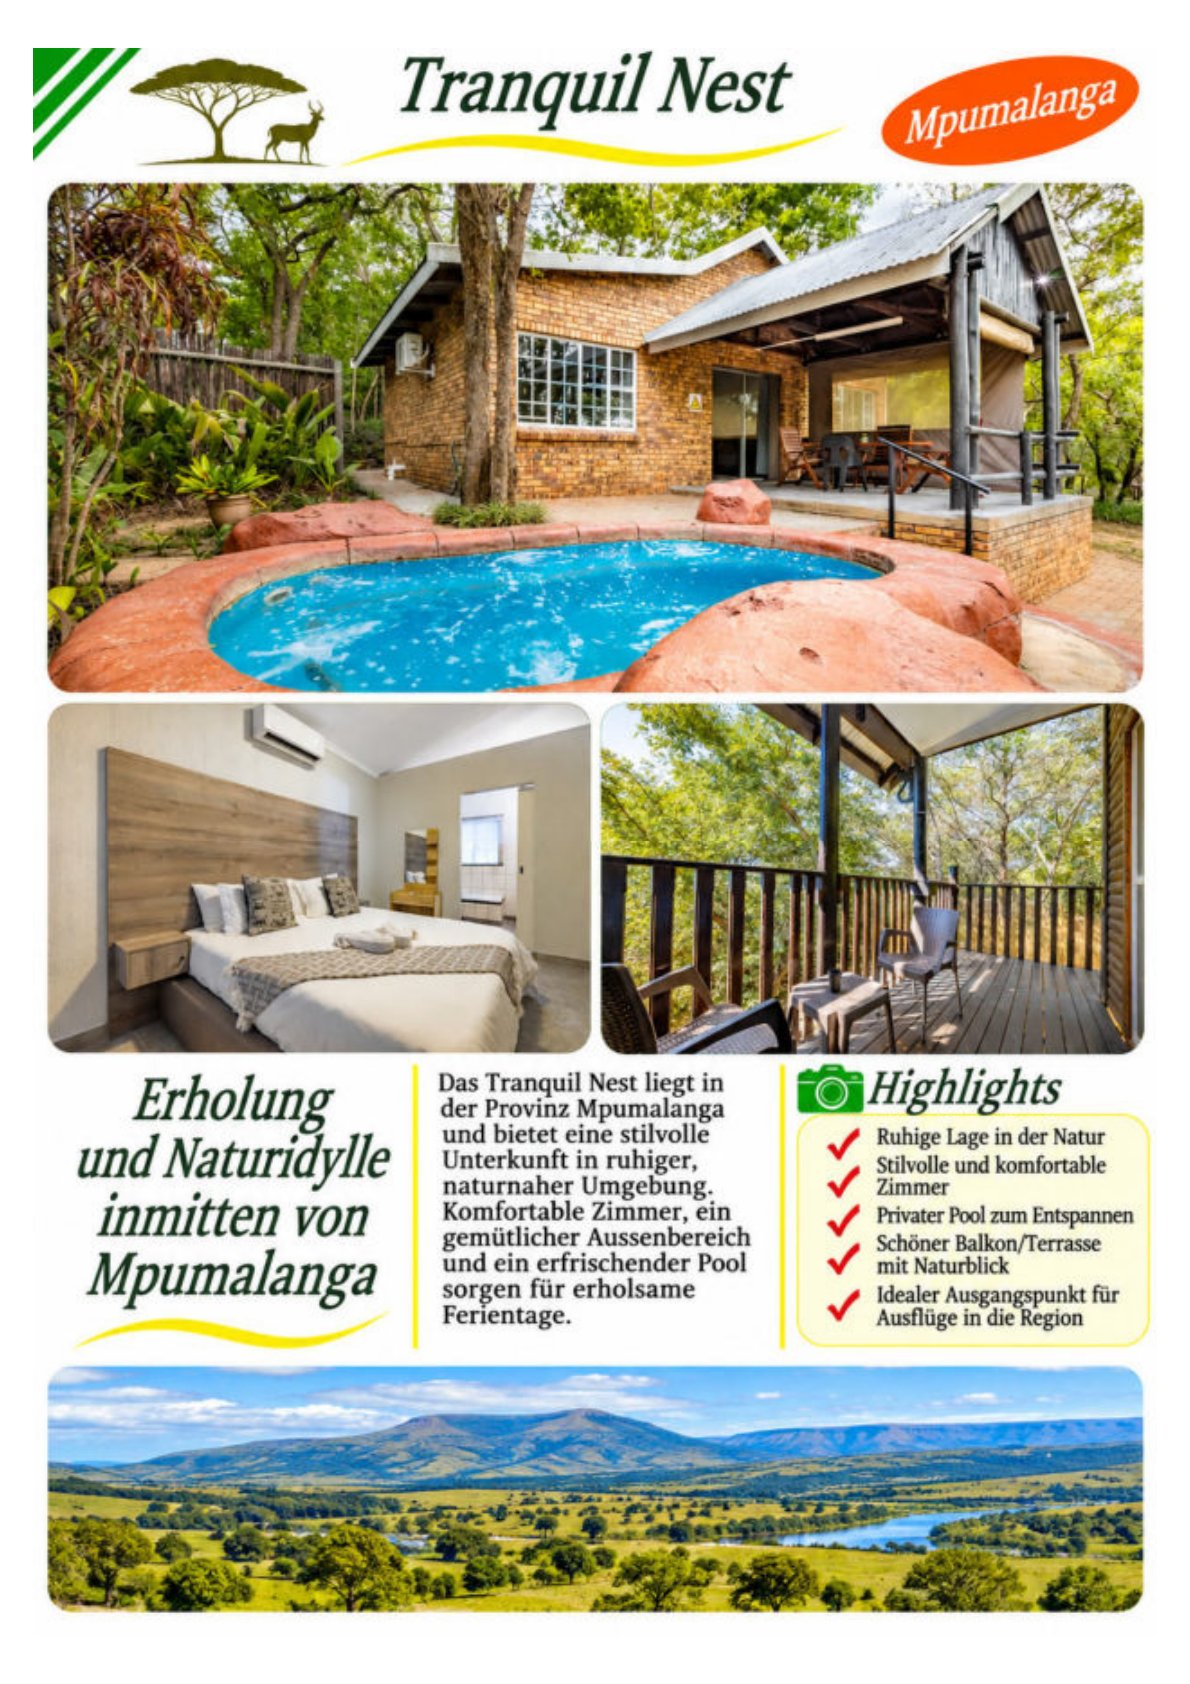 Tranquil Nest
Mpumalanga
Erholung
und Naturidylle
inmitten von
Mpumalanga
Das Tranquil Nest liegt in
der Provinz Mpumalanga
und bietet eine stilvolle
Unterkunft in ruhiger,
naturnaher Umgebung.
Komfortable Zimmer, ein
gemütlicher Aussenbereich
und ein erfrischender Pool
sorgen für erholsame
Ferientage.
Highlights
Ruhige Lage in der Natur
Stilvolle und komfortable
Zimmer
Privater Pool zum Entspannen
Schöner Balkon/Terrasse
mit Naturblick
Idealer Ausgangspunkt für
Ausflüge in die Region